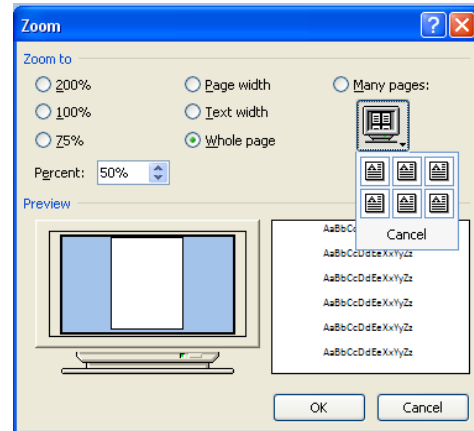 Zoom
Zoom to
200% Page width Many pages:
100% Text width
75% Whole page
Percent: 50%
Cancel
Preview
AaBbCc
AaBbCcDdEeXxYyZz
AaBbCcDdEeXxYyZz
AaBbCcDdEeXxYyZz
AaBbCcDdEeXxYyZz
AaBbCcDdEeXxYyZz
OK Cancel